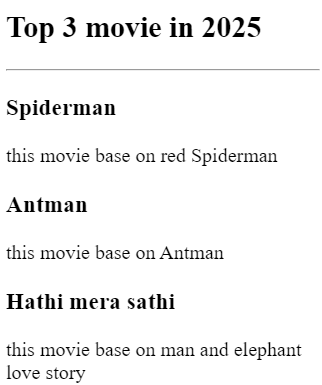 Top 3 movie in 2025
Spiderman
this movie base on red Spiderman
Antman
this movie base on Antman
Hathi mera sathi
this movie base on man and elephant
love story